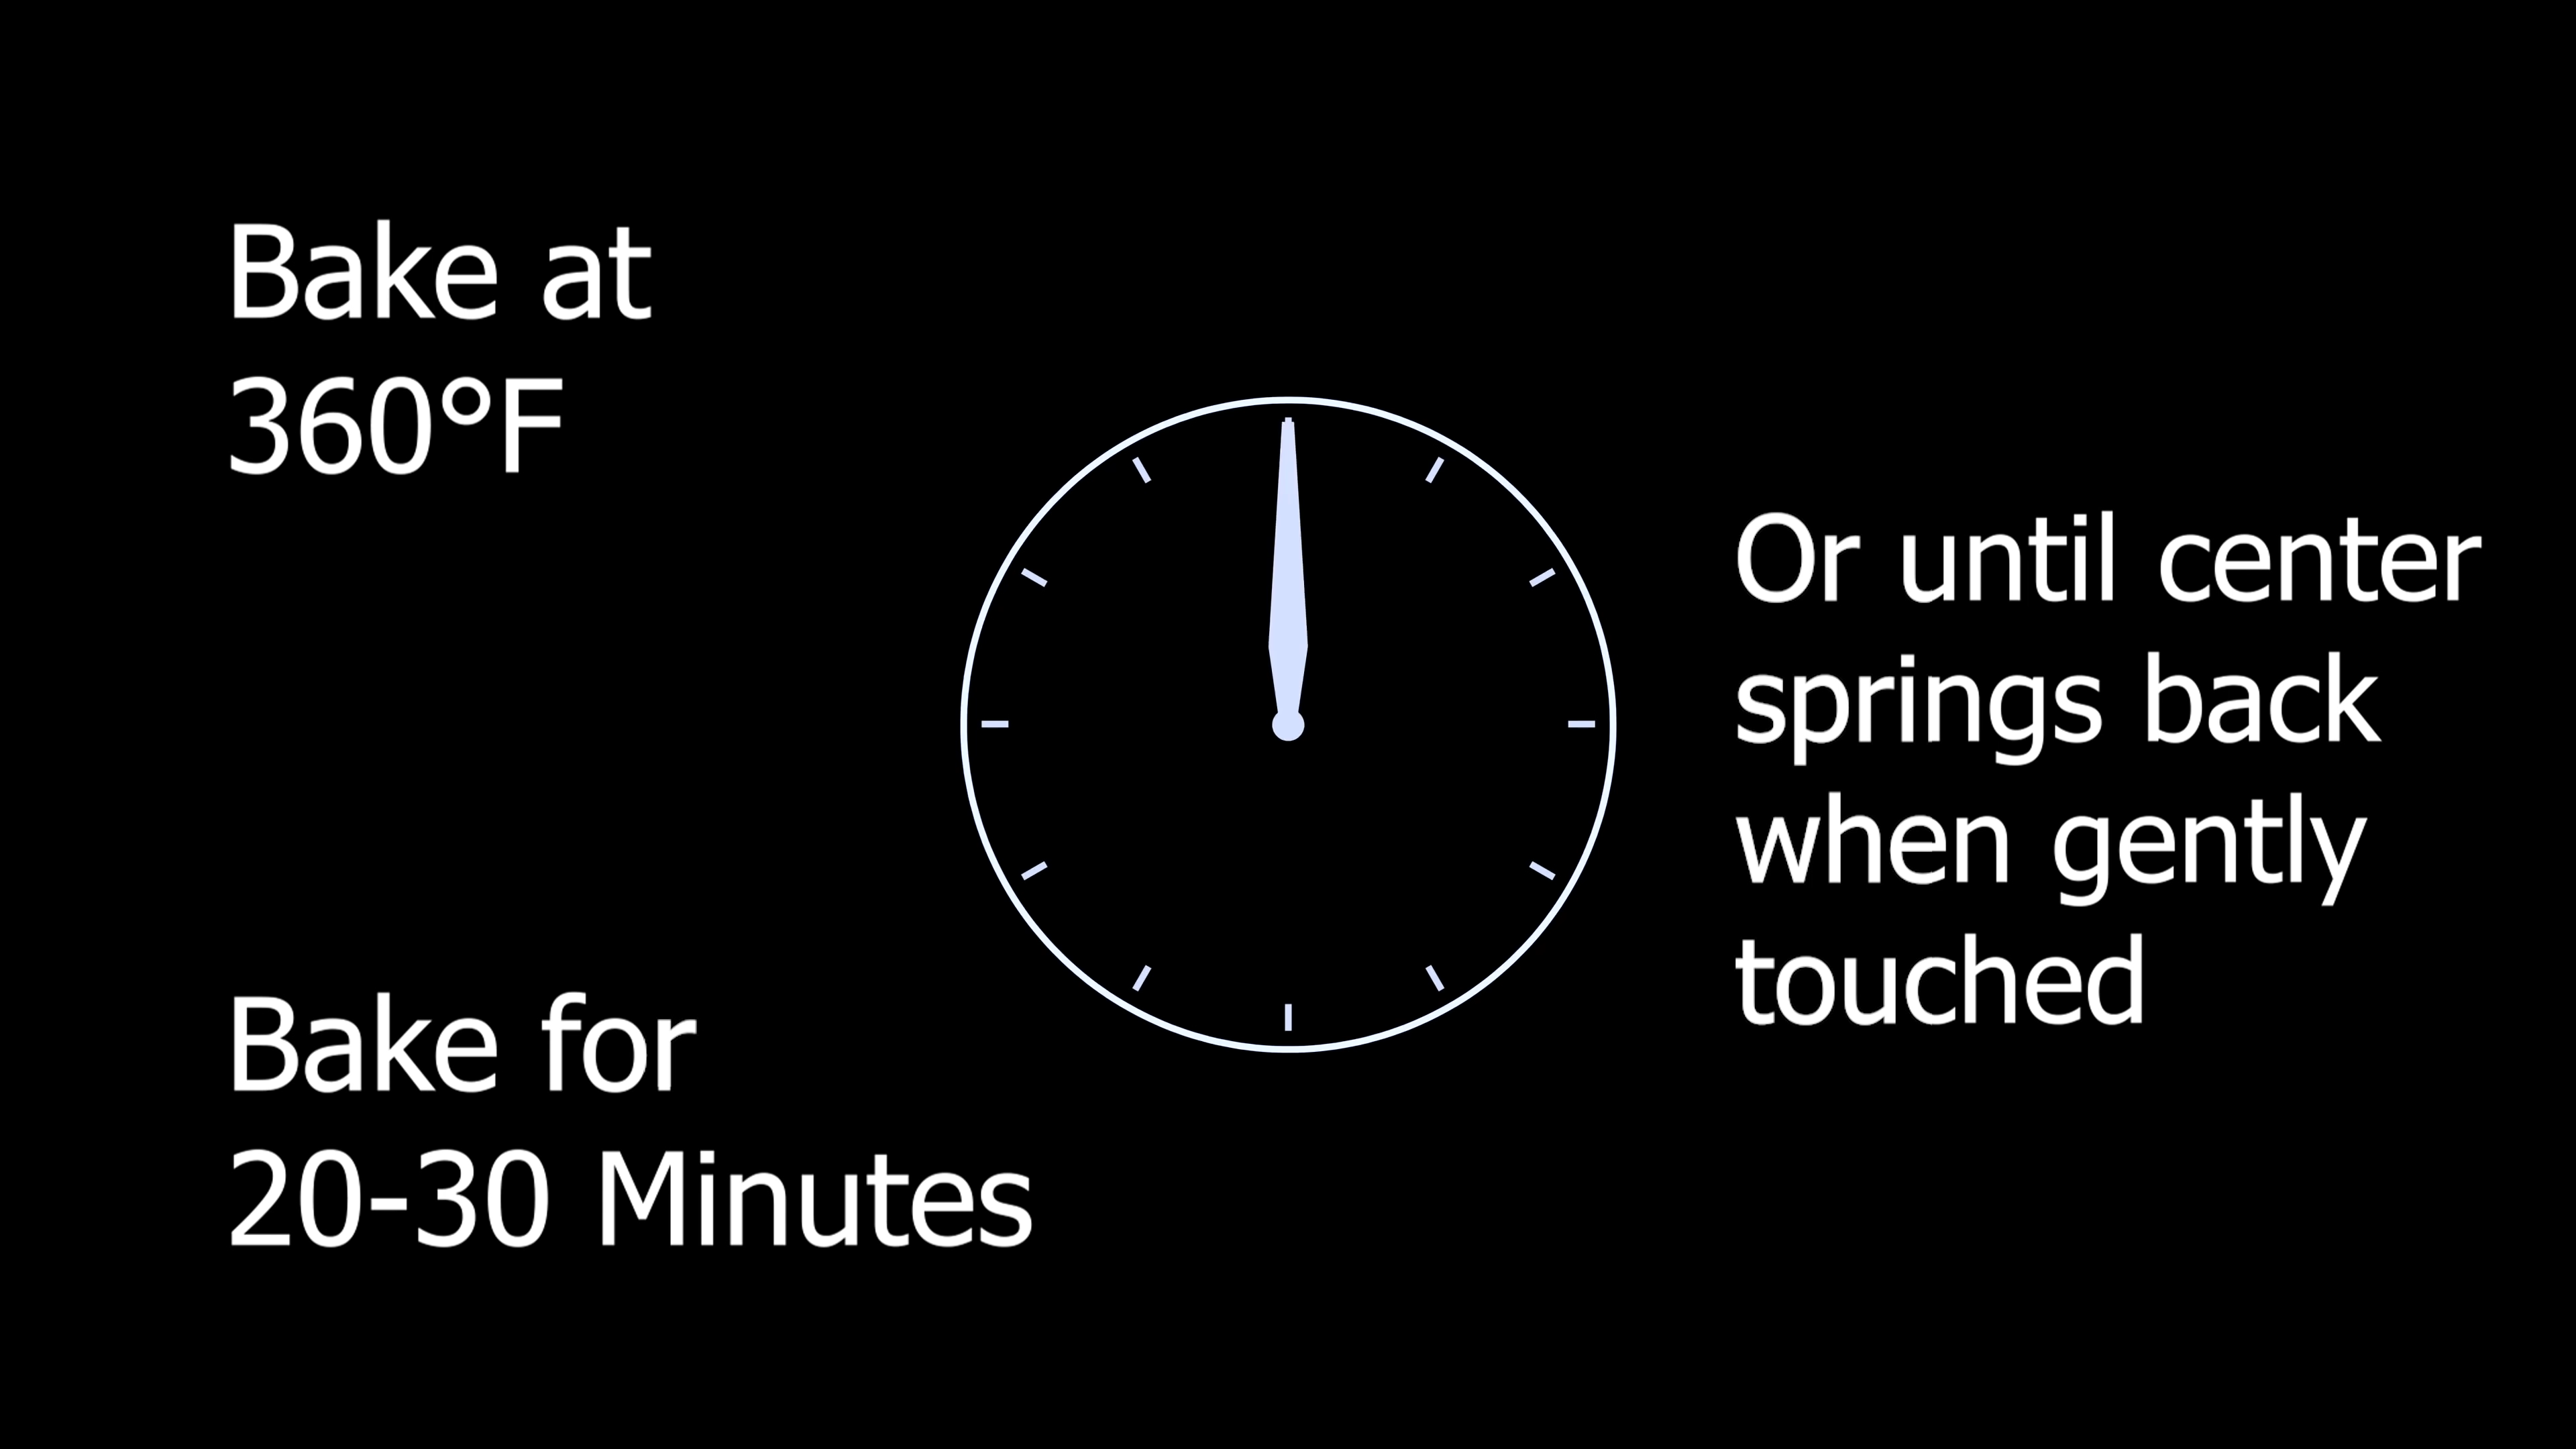 Bake at
360°F
Bake for
20-30 Minutes
Or until center
springs back
when gently
touched